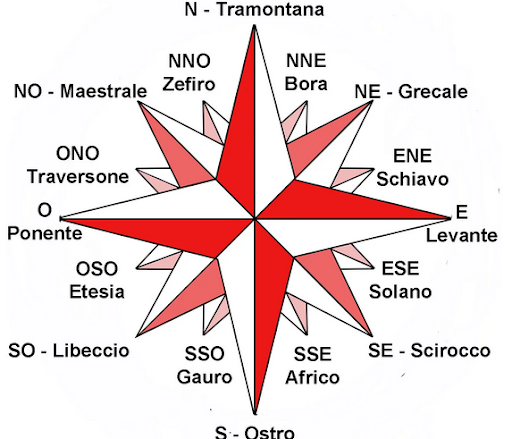 N - Tramontana
NNO
Zefiro
NNE
Bora
NO - Maestrale
NE - Grecale
ONO
Traversone
ENE
Schiavo
O
Ponente
E
Levante
OSO
Etesia
ESE
Solano
SO - Libeccio
SSO
Gauro
SSE
Africo
SE - Scirocco
S - Ostro